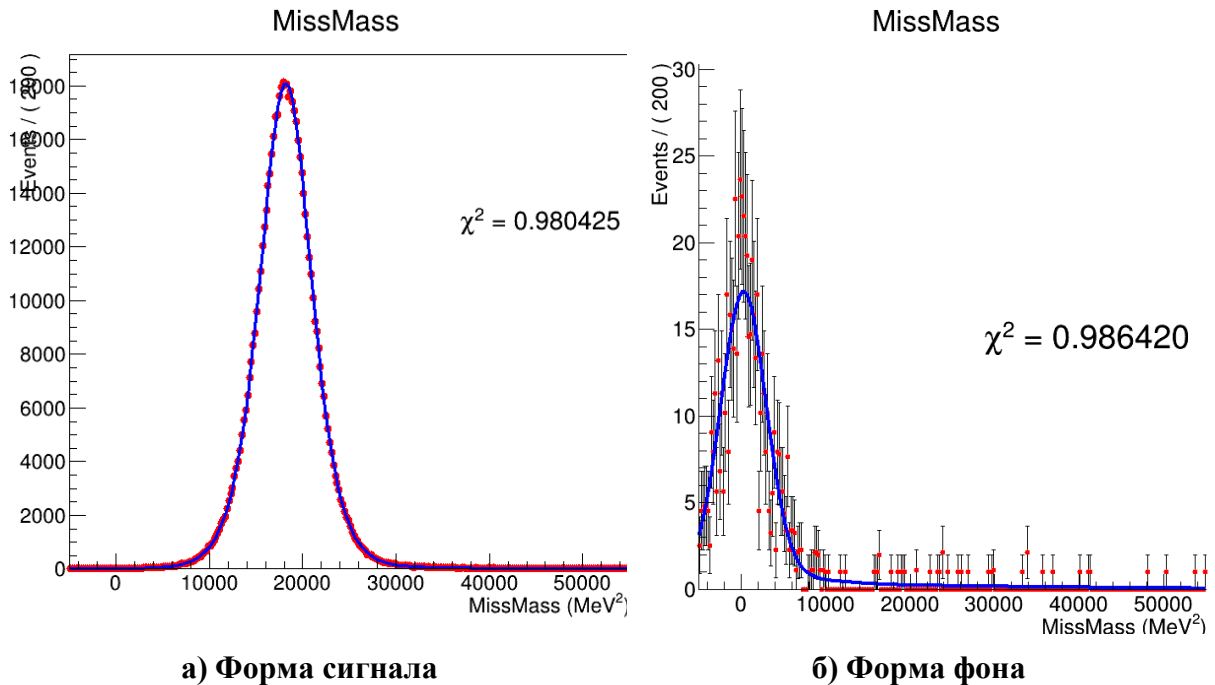 MissMass
18000
16000
14000
12000
10000
8000
6000
4000
2000
0
Events / ( 200 )
χ² = 0.980425
0 10000 20000 30000 40000 50000
MissMass (MeV²)
а) Форма сигнала
MissMass
30
25
20
15
10
5
0
Events / ( 200 )
χ² = 0.986420
0 10000 20000 30000 40000 50000
MissMass (MeV²)
б) Форма фона